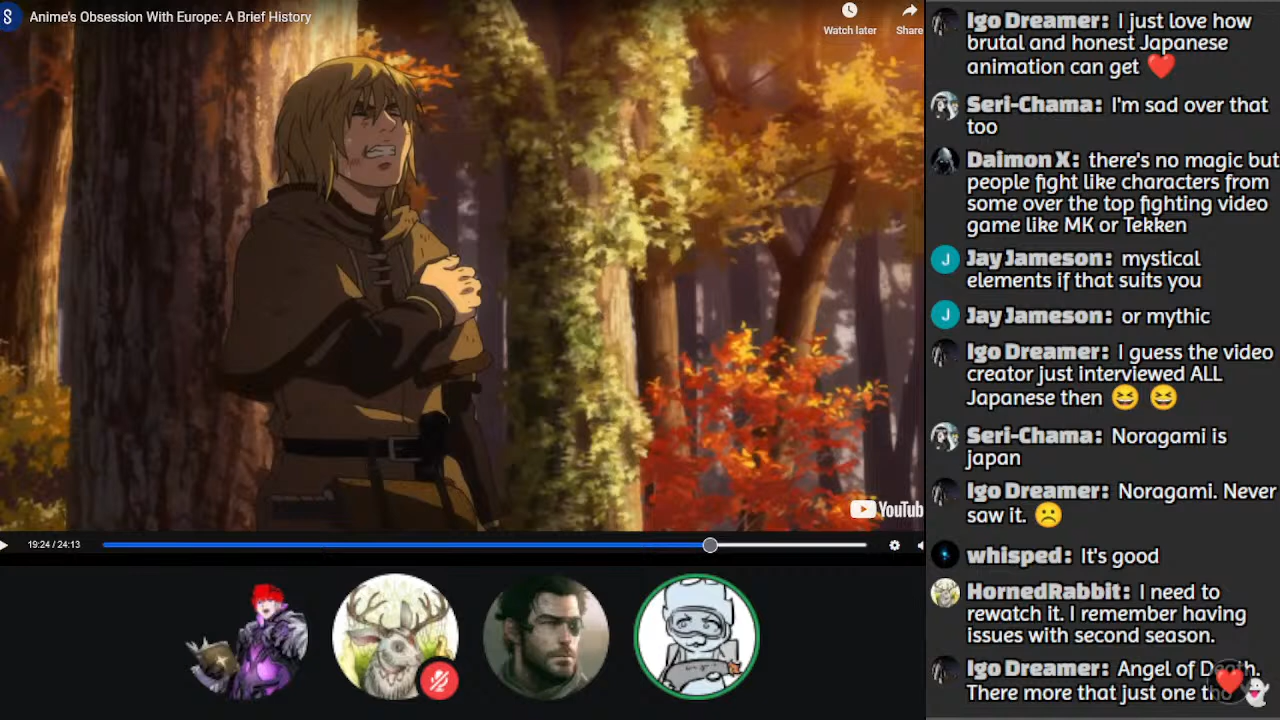 Anime's Obsession With Europe: A Brief History
Watch later
Share
YouTub
19:24 / 24:13
Igo Dreamer: I just love how
brutal and honest Japanese
animation can get ❤️
Seri-Chama: I'm sad over that
too
Daimon X: there's no magic but
people fight like characters from
some over the top fighting video
game like MK or Tekken
J
Jay Jameson: mystical
elements if that suits you
J
Jay Jameson: or mythic
Igo Dreamer: I guess the video
creator just interviewed ALL
Japanese then 😆 😆
Seri-Chama: Noragami is
japan
Igo Dreamer: Noragami. Never
saw it. ☹️
whisped: It's good
HornedRabbit: I need to
rewatch it. I remember having
issues with second season.
Igo Dreamer: Angel of Death.
There more that just one tho